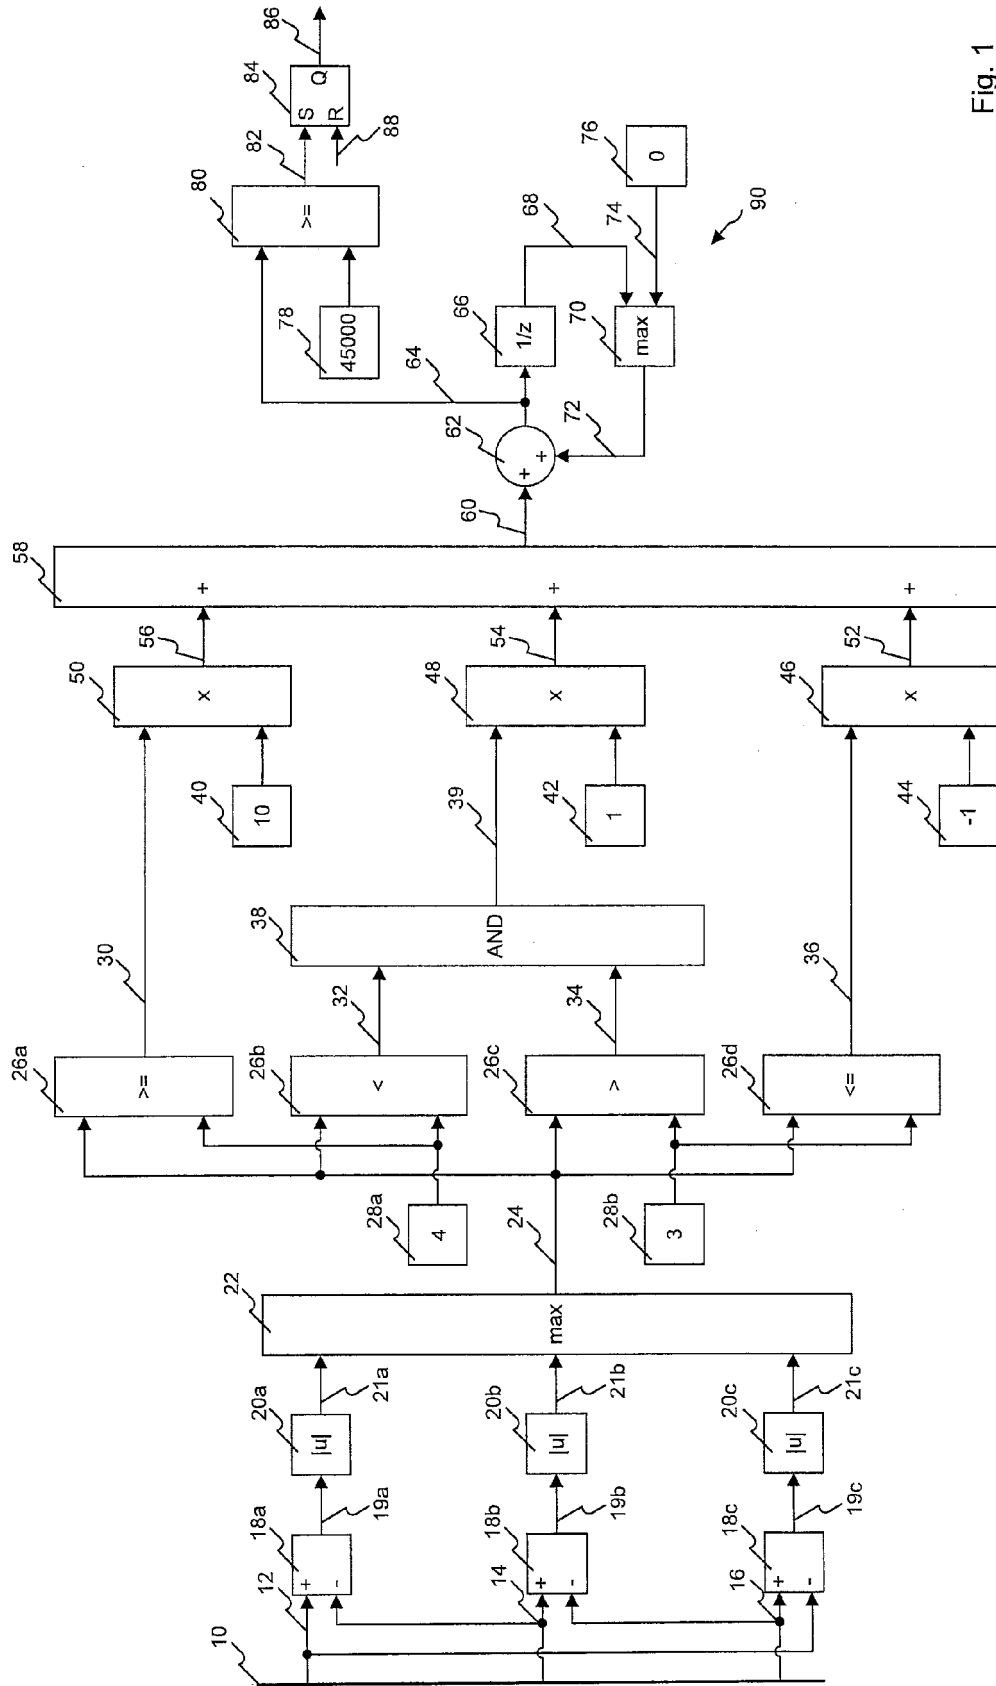 26a
58
50
>=
30
56
x
+
10
12
18a
20a
22
28a
26b
38
40
10
80
84
86
+
-
|u|
<
32
>=
82
S
Q
R
19a
21a
78
45000
88
4
39
42
48
64
66
62
14
18b
20b
24
26c
54
60
1/z
68
+
-
|u|
max
>
AND
x
+
+
+
19b
21b
28b
34
1
72
70
max
74
76
0
3
16
18c
20c
26d
36
44
46
90
+
-
|u|
<=
x
52
+
19c
21c
-1
Fig. 1